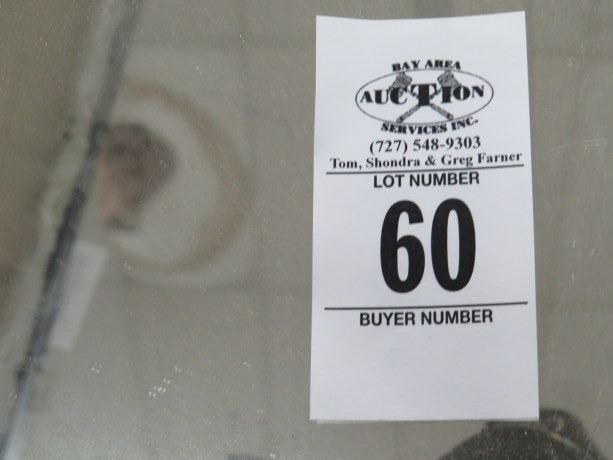 BAY AREA
AUCTION
SERVICES INC.
(727) 548-9303
Tom, Shondra & Greg Farner
LOT NUMBER
60
BUYER NUMBER